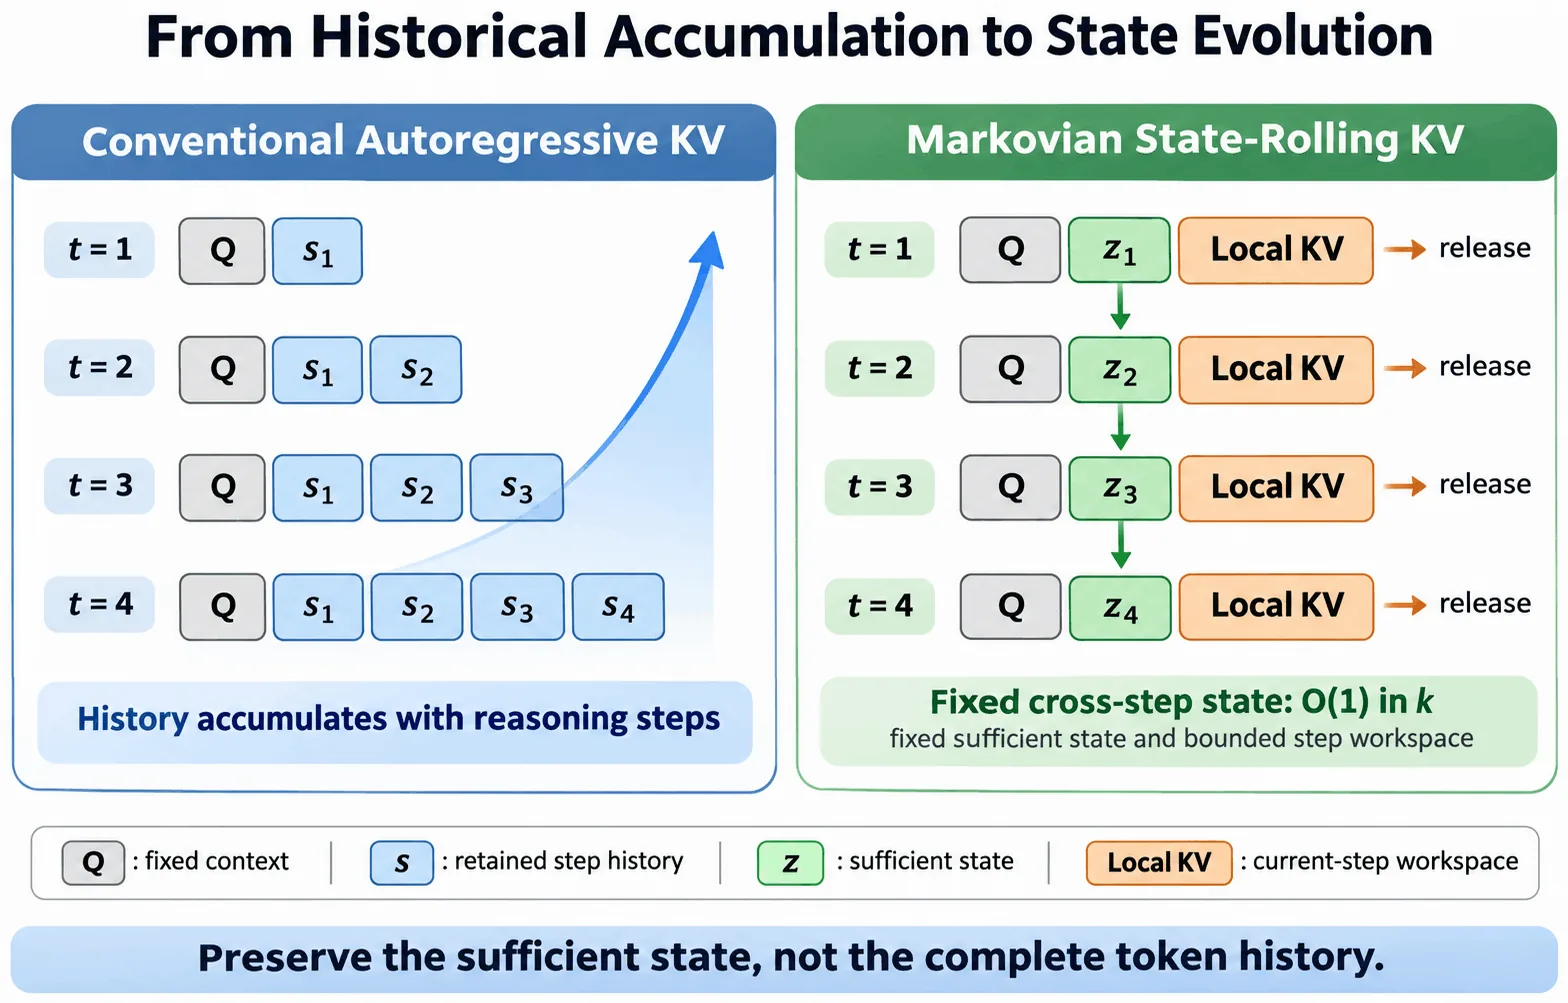 From Historical Accumulation to State Evolution
Conventional Autoregressive KV
t = 1 Q s1
t = 2 Q s1 s2
t = 3 Q s1 s2 s3
t = 4 Q s1 s2 s3 s4
History accumulates with reasoning steps
Markovian State-Rolling KV
t = 1 Q z1 Local KV → release
t = 2 Q z2 Local KV → release
t = 3 Q z3 Local KV → release
t = 4 Q z4 Local KV → release
Fixed cross-step state: O(1) in k
fixed sufficient state and bounded step workspace
Q : fixed context | s : retained step history | z : sufficient state | Local KV : current-step workspace
Preserve the sufficient state, not the complete token history.